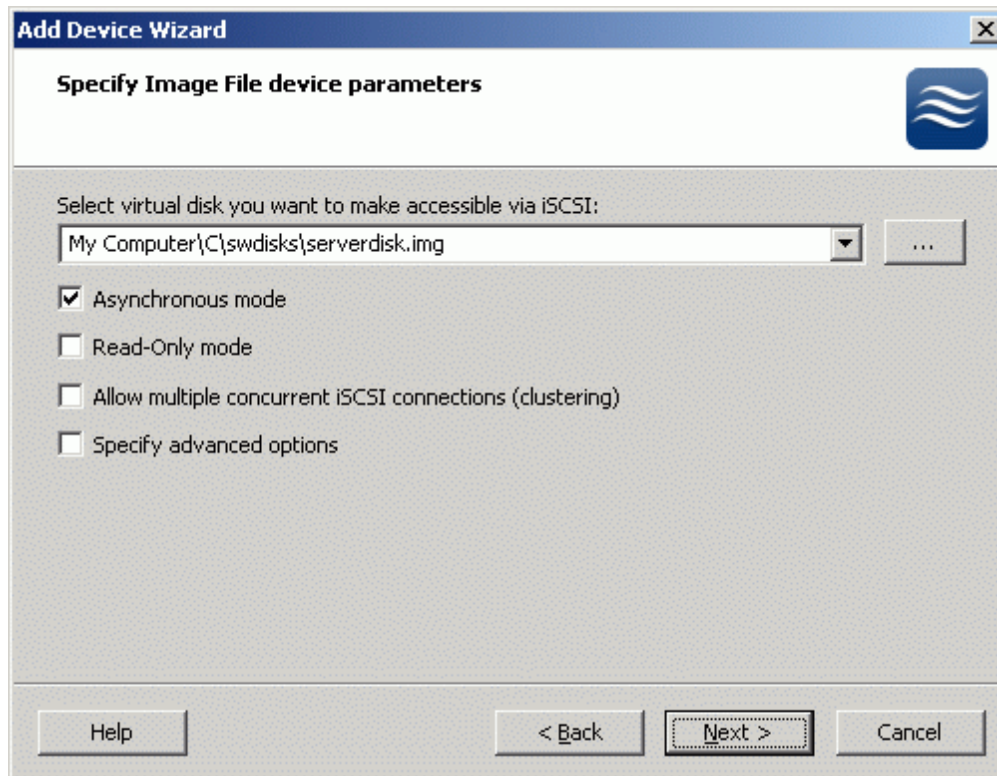 Add Device Wizard
Specify Image File device parameters
Select virtual disk you want to make accessible via iSCSI:
My Computer\C\swdisks\serverdisk.img
...
Asynchronous mode
Read-Only mode
Allow multiple concurrent iSCSI connections (clustering)
Specify advanced options
Help
< Back
Next >
Cancel